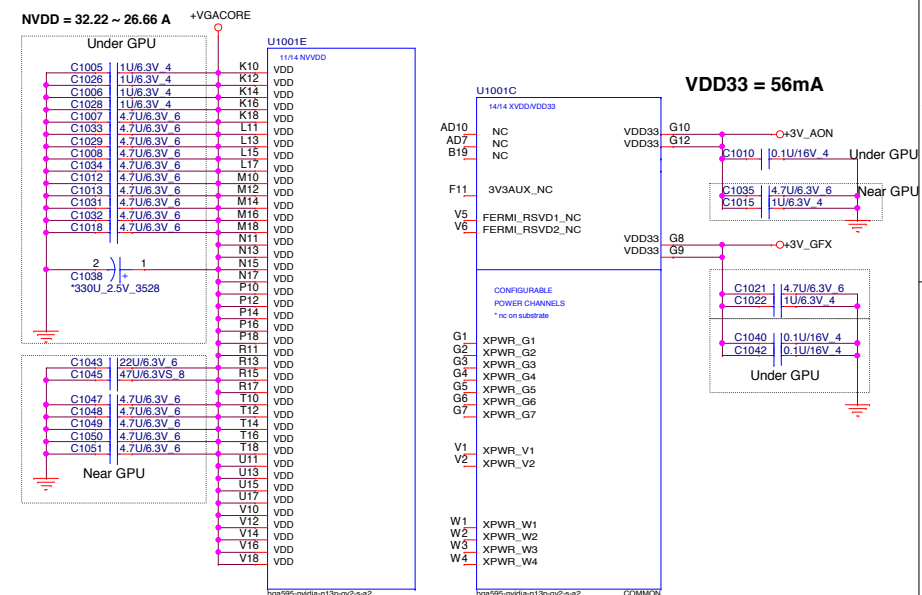 NVDD = 32.22 ~ 26.66 A
+VGACORE
Under GPU
C1005 1U/6.3V_4
C1026 1U/6.3V_4
C1006 1U/6.3V_4
C1028 1U/6.3V_4
C1007 4.7U/6.3V_6
C1033 4.7U/6.3V_6
C1029 4.7U/6.3V_6
C1008 4.7U/6.3V_6
C1034 4.7U/6.3V_6
C1012 4.7U/6.3V_6
C1013 4.7U/6.3V_6
C1031 4.7U/6.3V_6
C1032 4.7U/6.3V_6
C1018 4.7U/6.3V_6
2 1
C1038 +
*330U_2.5V_3528
C1043 22U/6.3V_6
C1045 47U/6.3VS_8
C1047 4.7U/6.3V_6
C1048 4.7U/6.3V_6
C1049 4.7U/6.3V_6
C1050 4.7U/6.3V_6
C1051 4.7U/6.3V_6
Near GPU
U1001E
11/14 NVVDD
K10 VDD
K12 VDD
K14 VDD
K16 VDD
K18 VDD
L11 VDD
L13 VDD
L15 VDD
L17 VDD
M10 VDD
M12 VDD
M14 VDD
M16 VDD
M18 VDD
N11 VDD
N13 VDD
N15 VDD
N17 VDD
P10 VDD
P12 VDD
P14 VDD
P16 VDD
P18 VDD
R11 VDD
R13 VDD
R15 VDD
R17 VDD
T10 VDD
T12 VDD
T14 VDD
T16 VDD
T18 VDD
U11 VDD
U13 VDD
U15 VDD
U17 VDD
V10 VDD
V12 VDD
V14 VDD
V16 VDD
V18 VDD
bga595-nvidia-n13p-gv2-s-a2
U1001C
14/14 XVDD/VDD33
AD10 NC
AD7 NC
B19 NC
F11 3V3AUX_NC
V5 FERMI_RSVD1_NC
V6 FERMI_RSVD2_NC
VDD33 G10
VDD33 G12
VDD33 G8
VDD33 G9
CONFIGURABLE
POWER CHANNELS
* nc on substrate
G1 XPWR_G1
G2 XPWR_G2
G3 XPWR_G3
G4 XPWR_G4
G5 XPWR_G5
G6 XPWR_G6
G7 XPWR_G7
V1 XPWR_V1
V2 XPWR_V2
W1 XPWR_W1
W2 XPWR_W2
W3 XPWR_W3
W4 XPWR_W4
bga595-nvidia-n13p-gv2-s-a2 COMMON
VDD33 = 56mA
+3V_AON
C1010 0.1U/16V_4 Under GPU
C1035 4.7U/6.3V_6 Near GPU
C1015 1U/6.3V_4
+3V_GFX
C1021 4.7U/6.3V_6
C1022 1U/6.3V_4
C1040 0.1U/16V_4
C1042 0.1U/16V_4
Under GPU